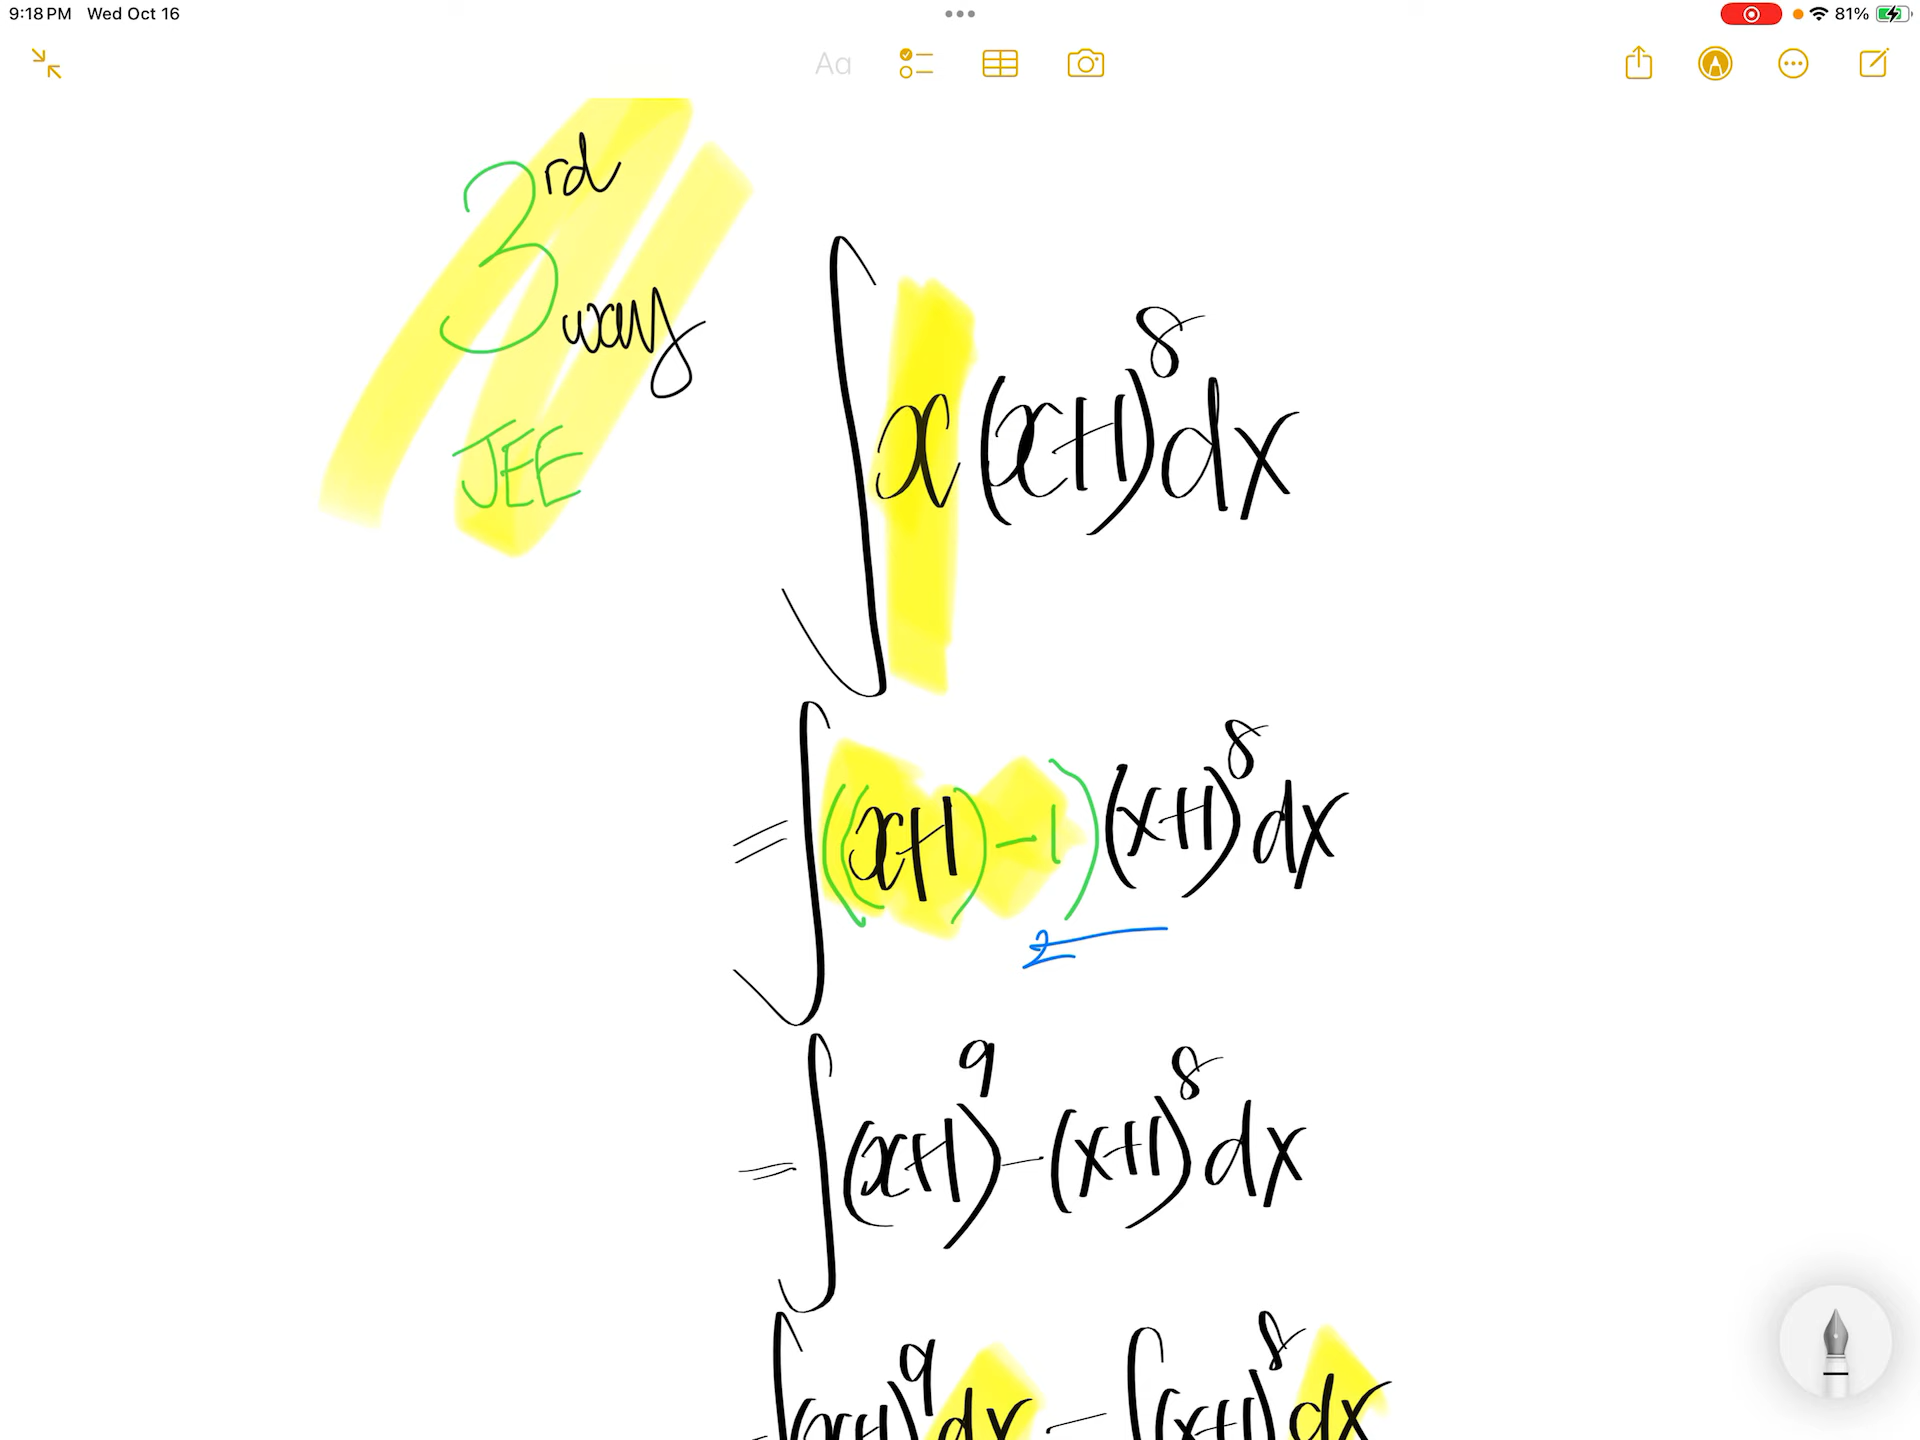 9:18 PM Wed Oct 16
81%
Aa
3rd
way
JEE
∫x(x+1)⁸dx
=∫((x+1)-1)(x+1)⁸dx
2
=∫(x+1)⁹-(x+1)⁸dx
=∫(x+1)⁹dx-∫(x+1)⁸dx